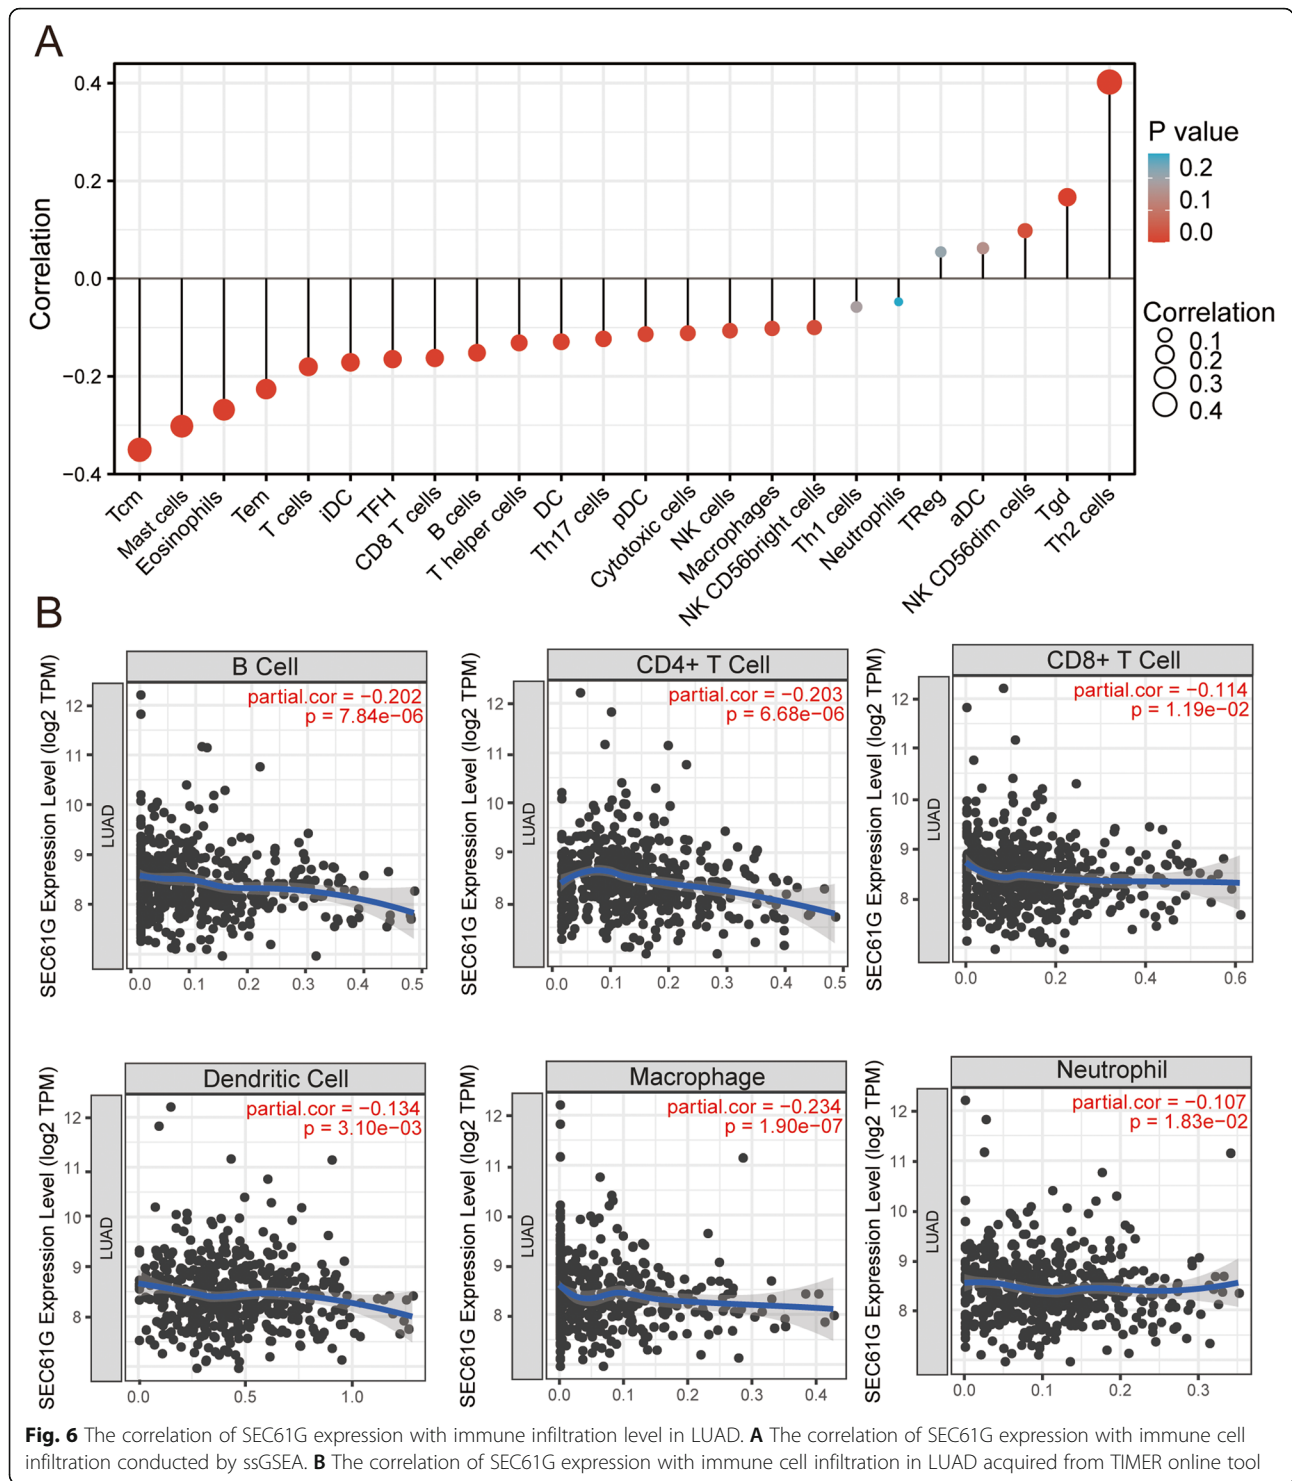 A
Correlation
0.4
0.2
0.0
−0.2
−0.4
Tcm
Mast cells
Eosinophils
Tem
T cells
iDC
TFH
CD8 T cells
B cells
T helper cells
DC
Th17 cells
pDC
Cytotoxic cells
NK cells
Macrophages
NK CD56bright cells
Th1 cells
Neutrophils
TReg
aDC
NK CD56dim cells
Tgd
Th2 cells
P value
0.2
0.1
0.0
Correlation
0.1
0.2
0.3
0.4
B
SEC61G Expression Level (log2 TPM)
LUAD
B Cell
partial.cor = −0.202
p = 7.84e−06
12
11
10
9
8
0.0 0.1 0.2 0.3 0.4 0.5
SEC61G Expression Level (log2 TPM)
LUAD
CD4+ T Cell
partial.cor = −0.203
p = 6.68e−06
12
11
10
9
8
0.0 0.1 0.2 0.3 0.4 0.5
SEC61G Expression Level (log2 TPM)
LUAD
CD8+ T Cell
partial.cor = −0.114
p = 1.19e−02
12
11
10
9
8
0.0 0.2 0.4 0.6
SEC61G Expression Level (log2 TPM)
LUAD
Dendritic Cell
partial.cor = −0.134
p = 3.10e−03
12
11
10
9
8
0.0 0.5 1.0
SEC61G Expression Level (log2 TPM)
LUAD
Macrophage
partial.cor = −0.234
p = 1.90e−07
12
11
10
9
8
0.0 0.1 0.2 0.3 0.4
SEC61G Expression Level (log2 TPM)
LUAD
Neutrophil
partial.cor = −0.107
p = 1.83e−02
12
11
10
9
8
0.0 0.1 0.2 0.3
Fig. 6 The correlation of SEC61G expression with immune infiltration level in LUAD. A The correlation of SEC61G expression with immune cell
infiltration conducted by ssGSEA. B The correlation of SEC61G expression with immune cell infiltration in LUAD acquired from TIMER online tool